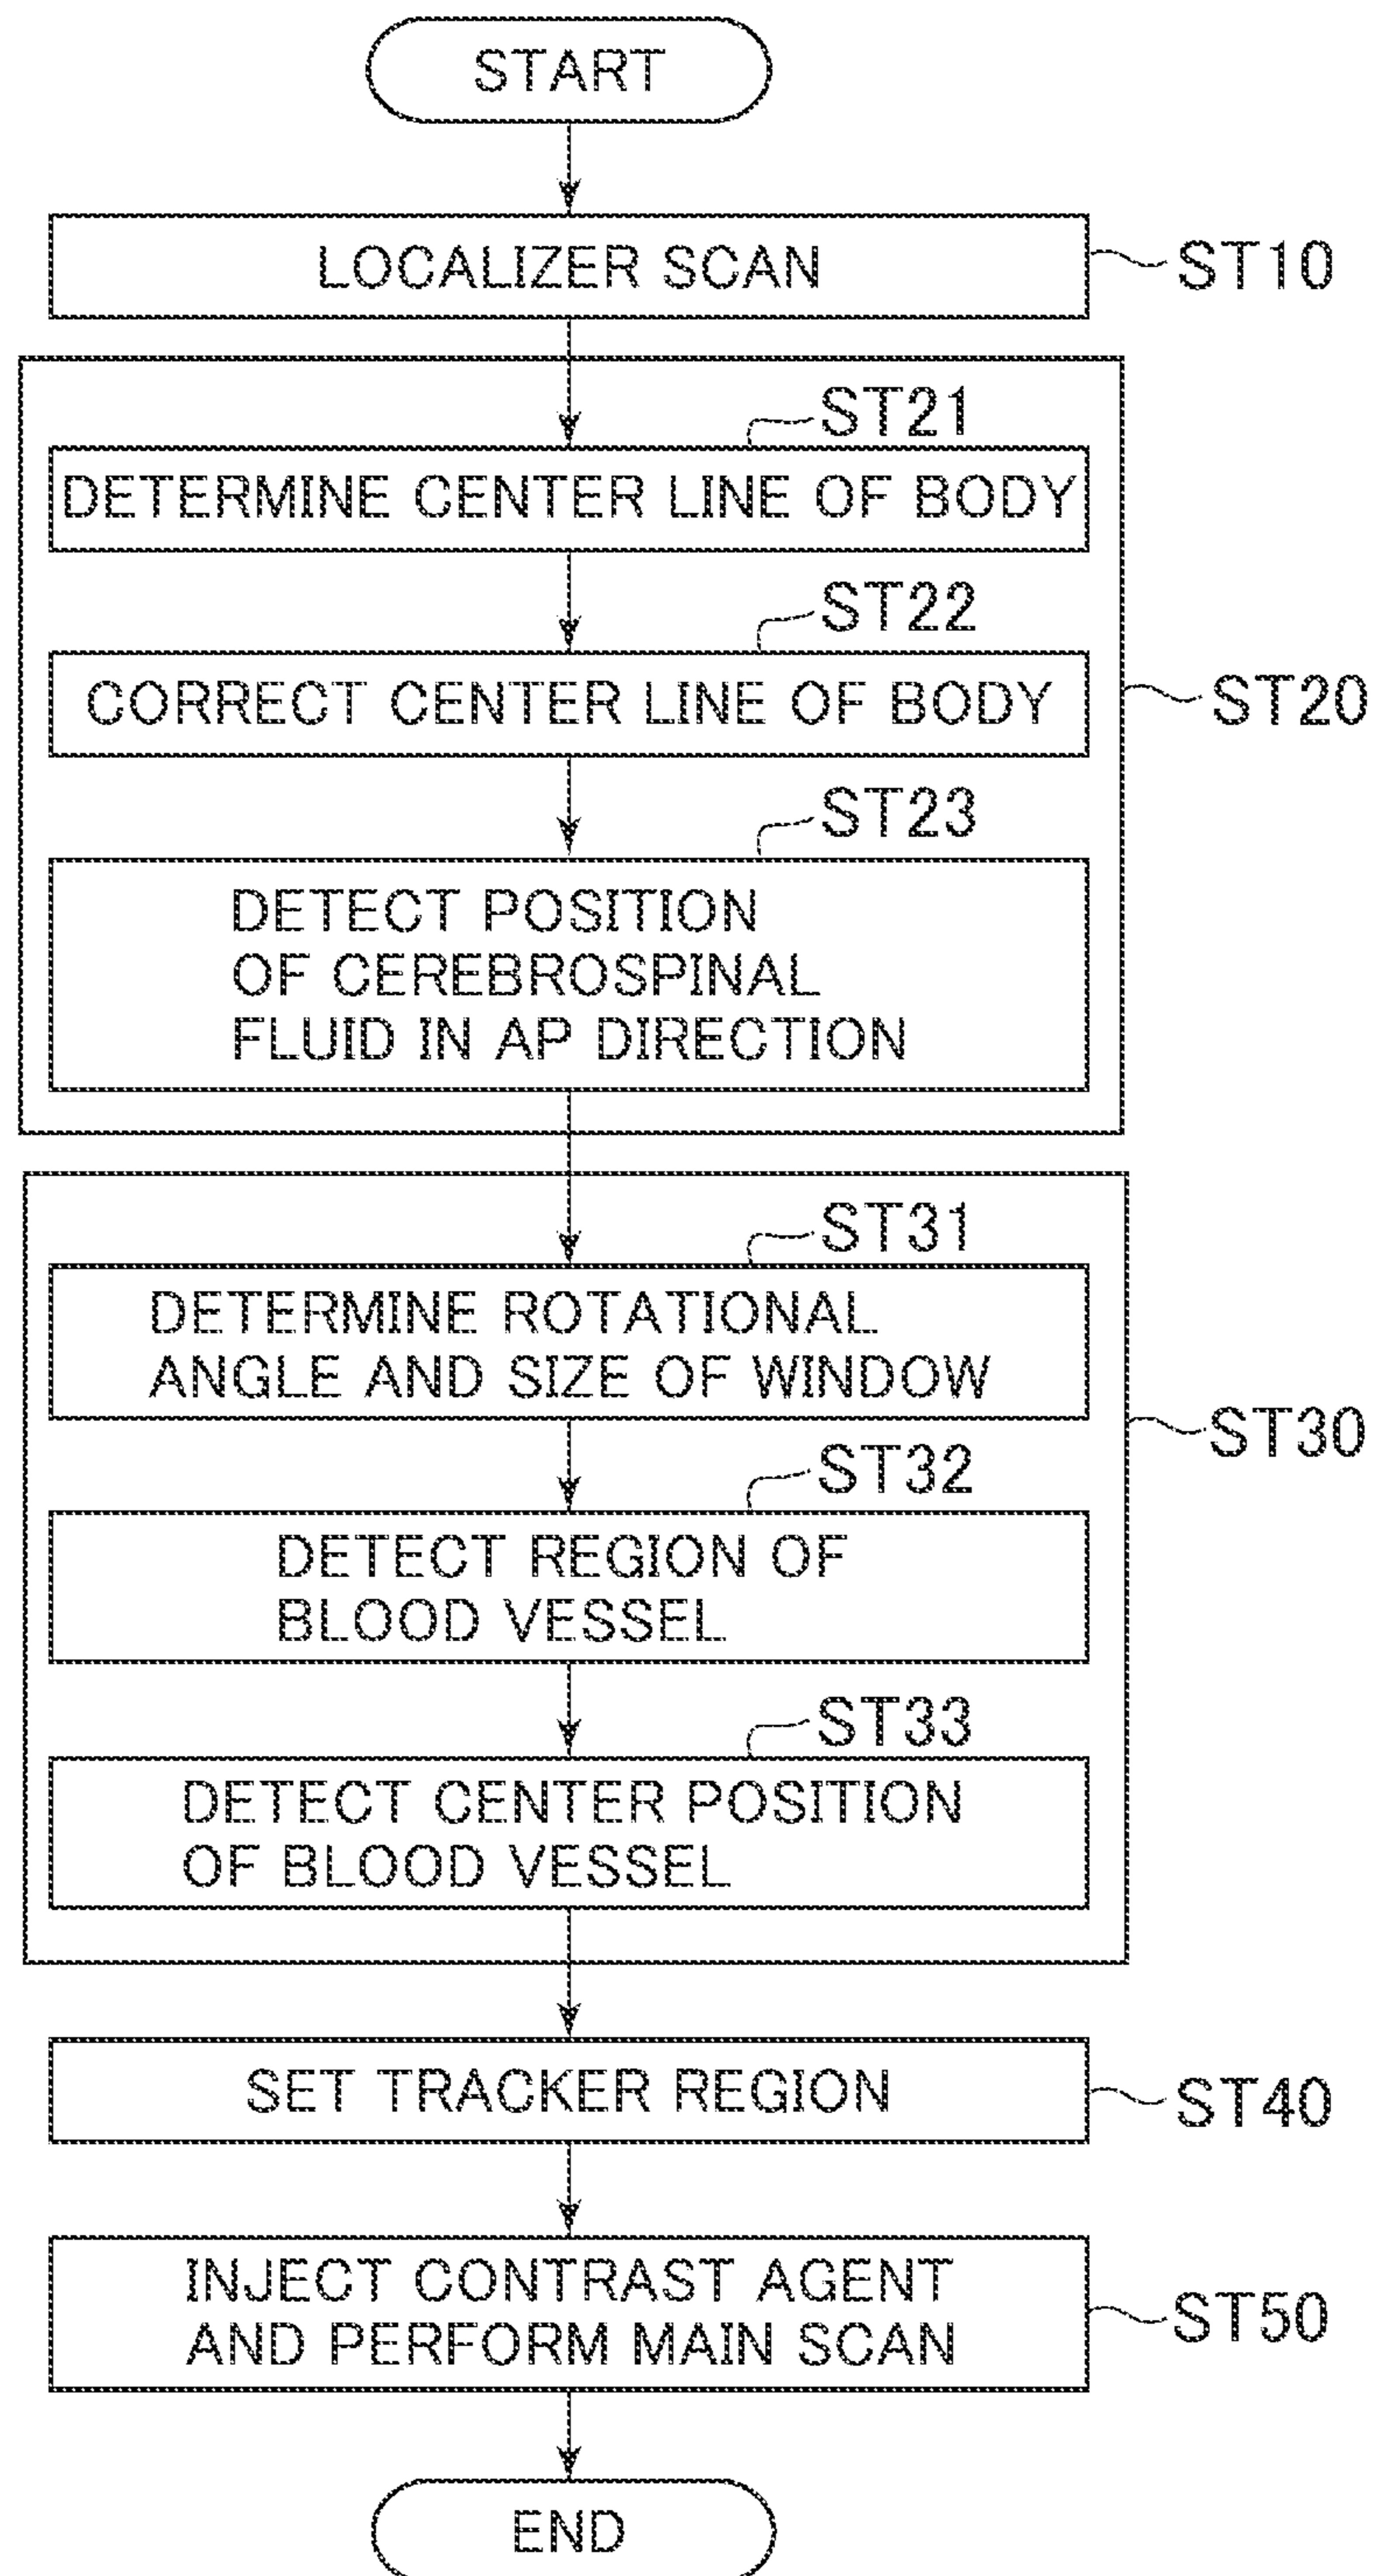 START
LOCALIZER SCAN
ST10
ST21
DETERMINE CENTER LINE OF BODY
ST22
CORRECT CENTER LINE OF BODY
ST20
ST23
DETECT POSITION
OF CEREBROSPINAL
FLUID IN AP DIRECTION
ST31
DETERMINE ROTATIONAL
ANGLE AND SIZE OF WINDOW
ST30
ST32
DETECT REGION OF
BLOOD VESSEL
ST33
DETECT CENTER POSITION
OF BLOOD VESSEL
SET TRACKER REGION
ST40
INJECT CONTRAST AGENT
AND PERFORM MAIN SCAN
ST50
END